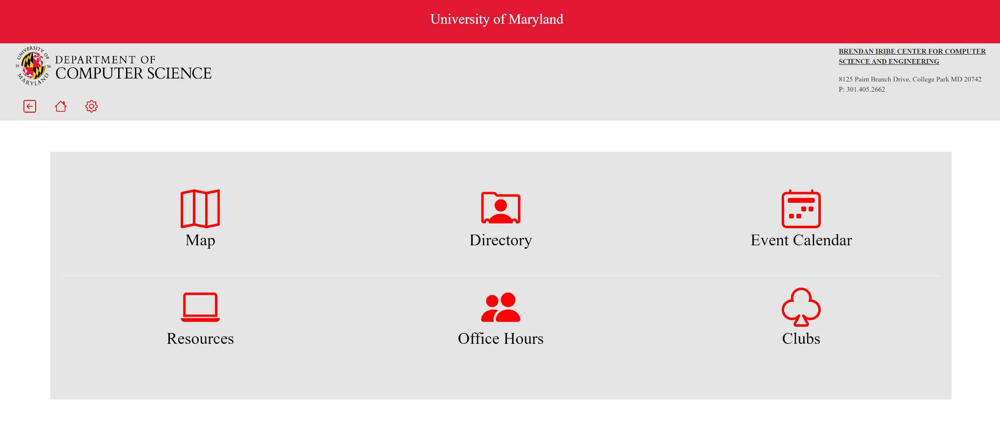 University of Maryland
UNIVERSITY OF
18 56
MARYLAND
DEPARTMENT OF
COMPUTER SCIENCE
BRENDAN IRIBE CENTER FOR COMPUTER
SCIENCE AND ENGINEERING
8125 Paint Branch Drive, College Park MD 20742
P: 301.405.2662
Map
Directory
Event Calendar
Resources
Office Hours
Clubs